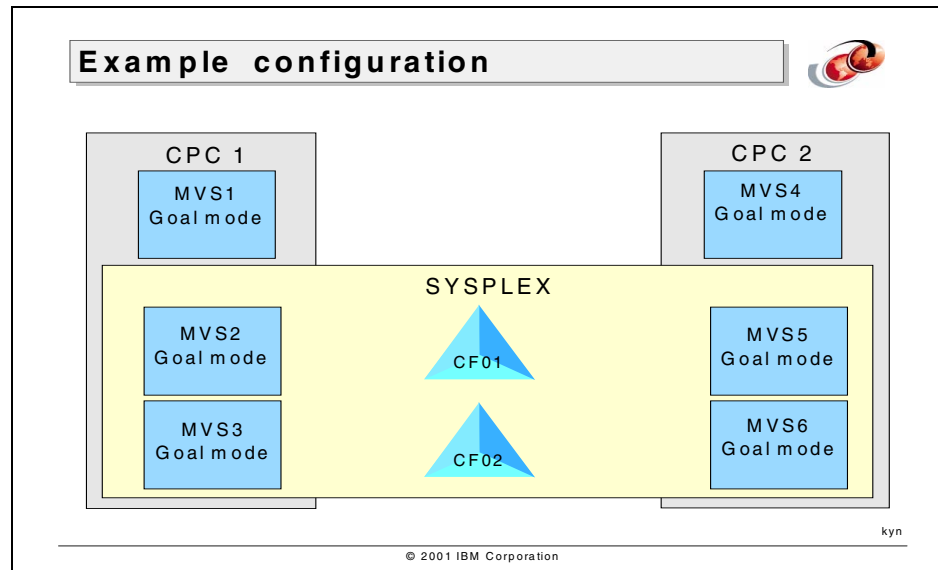 Example configuration
CPC 1
MVS1
Goal mode
CPC 2
MVS4
Goal mode
SYSPLEX
MVS2
Goal mode
MVS3
Goal mode
CF01
CF02
MVS5
Goal mode
MVS6
Goal mode
kyn
© 2001 IBM Corporation